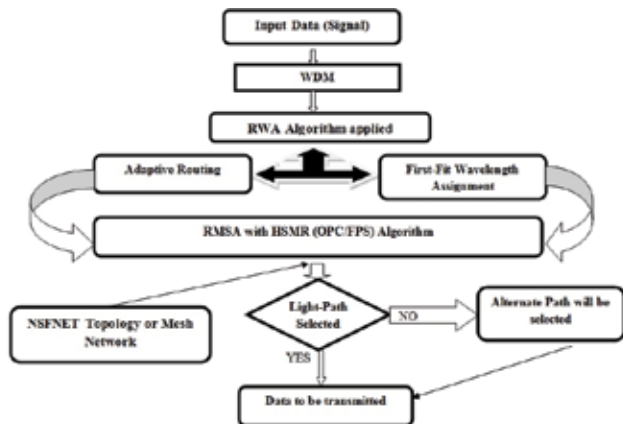 Input Data (Signal)
WDM
RWA Algorithm applied
Adaptive Routing
First-Fit Wavelength
Assignment
RMSA with HSMR (OPC/FPS) Algorithm
NSFNET Topology or Mesh
Network
Light-Path
Selected
NO
Alternate Path will be
selected
YES
Data to be transmitted